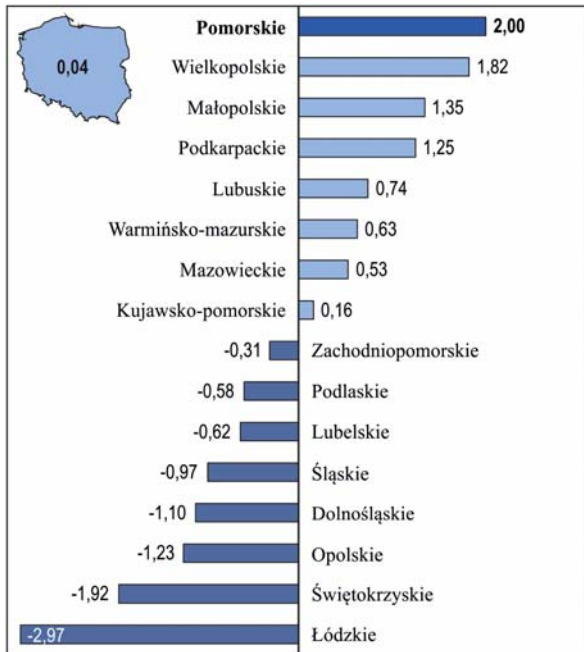 Pomorskie 2,00
0,04
Wielkopolskie 1,82
Małopolskie 1,35
Podkarpackie 1,25
Lubuskie 0,74
Warmińsko-mazurskie 0,63
Mazowieckie 0,53
Kujawsko-pomorskie 0,16
-0,31 Zachodniopomorskie
-0,58 Podlaskie
-0,62 Lubelskie
-0,97 Śląskie
-1,10 Dolnośląskie
-1,23 Opolskie
-1,92 Świętokrzyskie
-2,97 Łódzkie